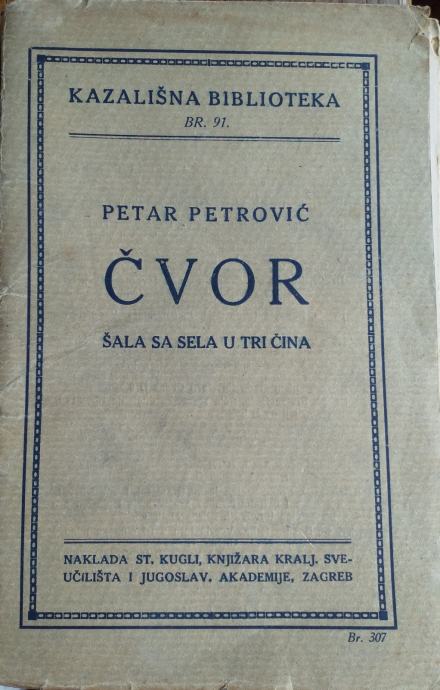 KAZALIŠNA BIBLIOTEKA
BR. 91.
PETAR PETROVIĆ
ČVOR
ŠALA SA SELA U TRI ČINA
NAKLADA ST. KUGLI, KNJIŽARA KRALJ. SVE-
UČILIŠTA I JUGOSLAV. AKADEMIJE, ZAGREB
Br. 307